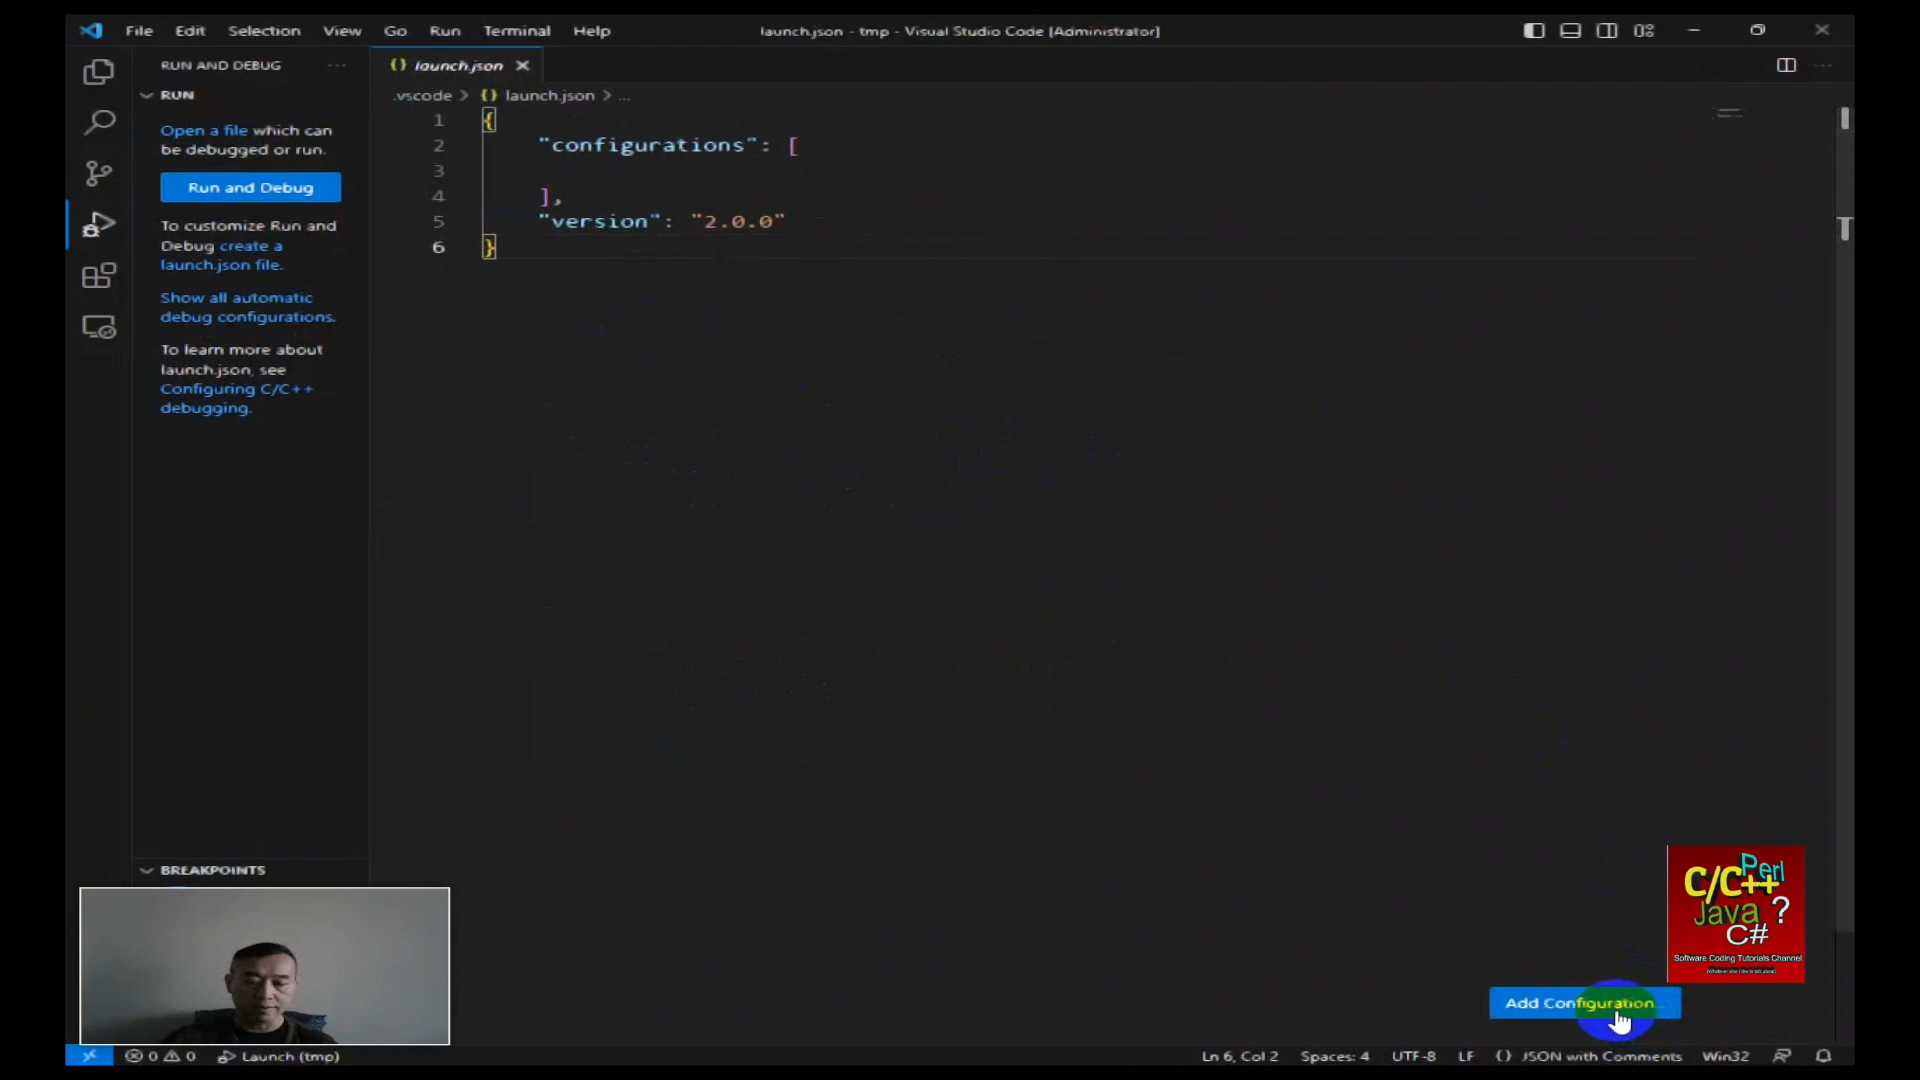 File Edit Selection View Go Run Terminal Help
launch.json - tmp - Visual Studio Code [Administrator]
RUN AND DEBUG
RUN
Open a file which can
be debugged or run.
Run and Debug
To customize Run and
Debug create a
launch.json file.
Show all automatic
debug configurations.
To learn more about
launch.json, see
Configuring C/C++
debugging.
BREAKPOINTS
{} launch.json
.vscode > {} launch.json > ...
1 {
2 "configurations": [
3
4 ],
5 "version": "2.0.0"
6 }
C/C++
Perl
Java ?
C#
Software Coding Tutorials Channel
Add Configuration...
0 0 Launch (tmp)
Ln 6, Col 2 Spaces: 4 UTF-8 LF {} JSON with Comments Win32